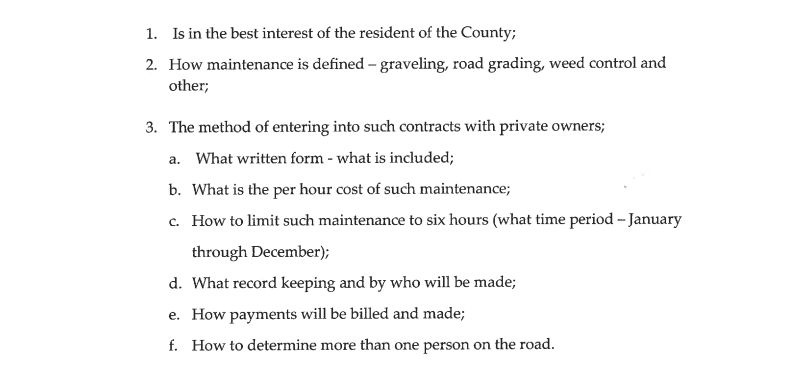 1. Is in the best interest of the resident of the County;
2. How maintenance is defined – graveling, road grading, weed control and
other;
3. The method of entering into such contracts with private owners;
a. What written form - what is included;
b. What is the per hour cost of such maintenance;
c. How to limit such maintenance to six hours (what time period – January
through December);
d. What record keeping and by who will be made;
e. How payments will be billed and made;
f. How to determine more than one person on the road.